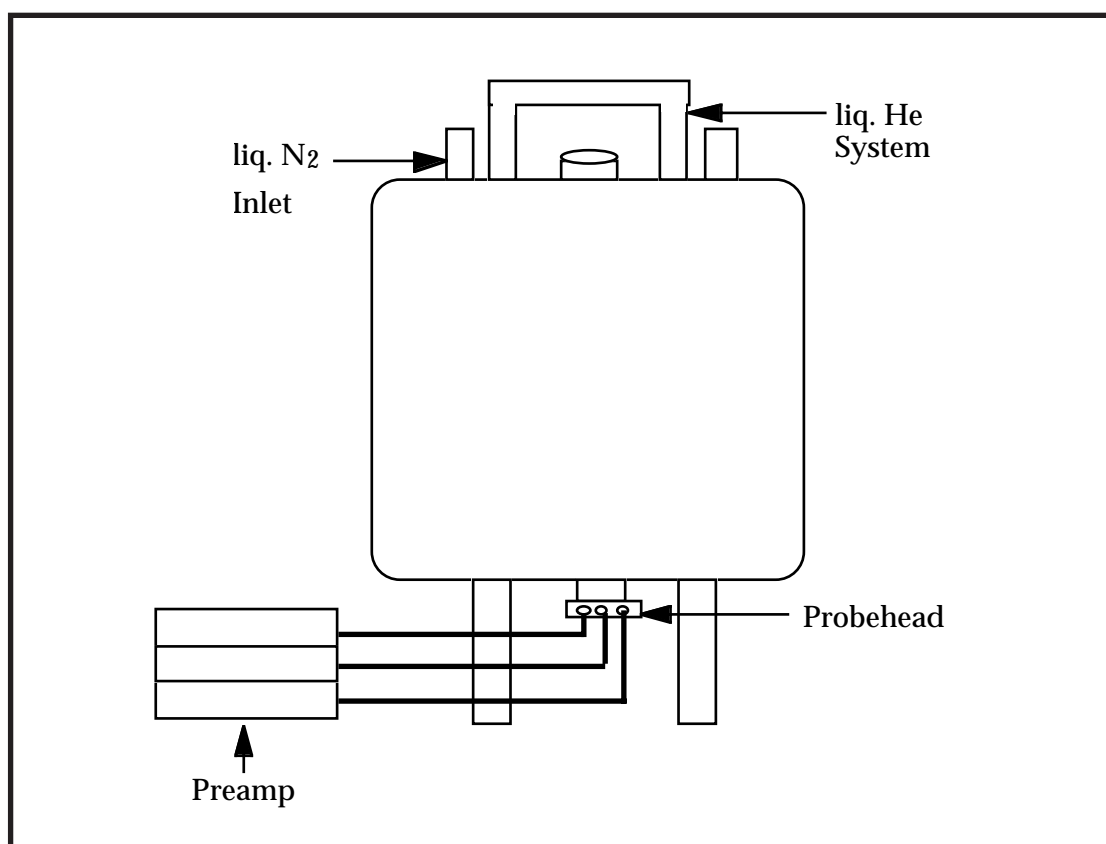 liq. N2
Inlet
liq. He
System
Probehead
Preamp